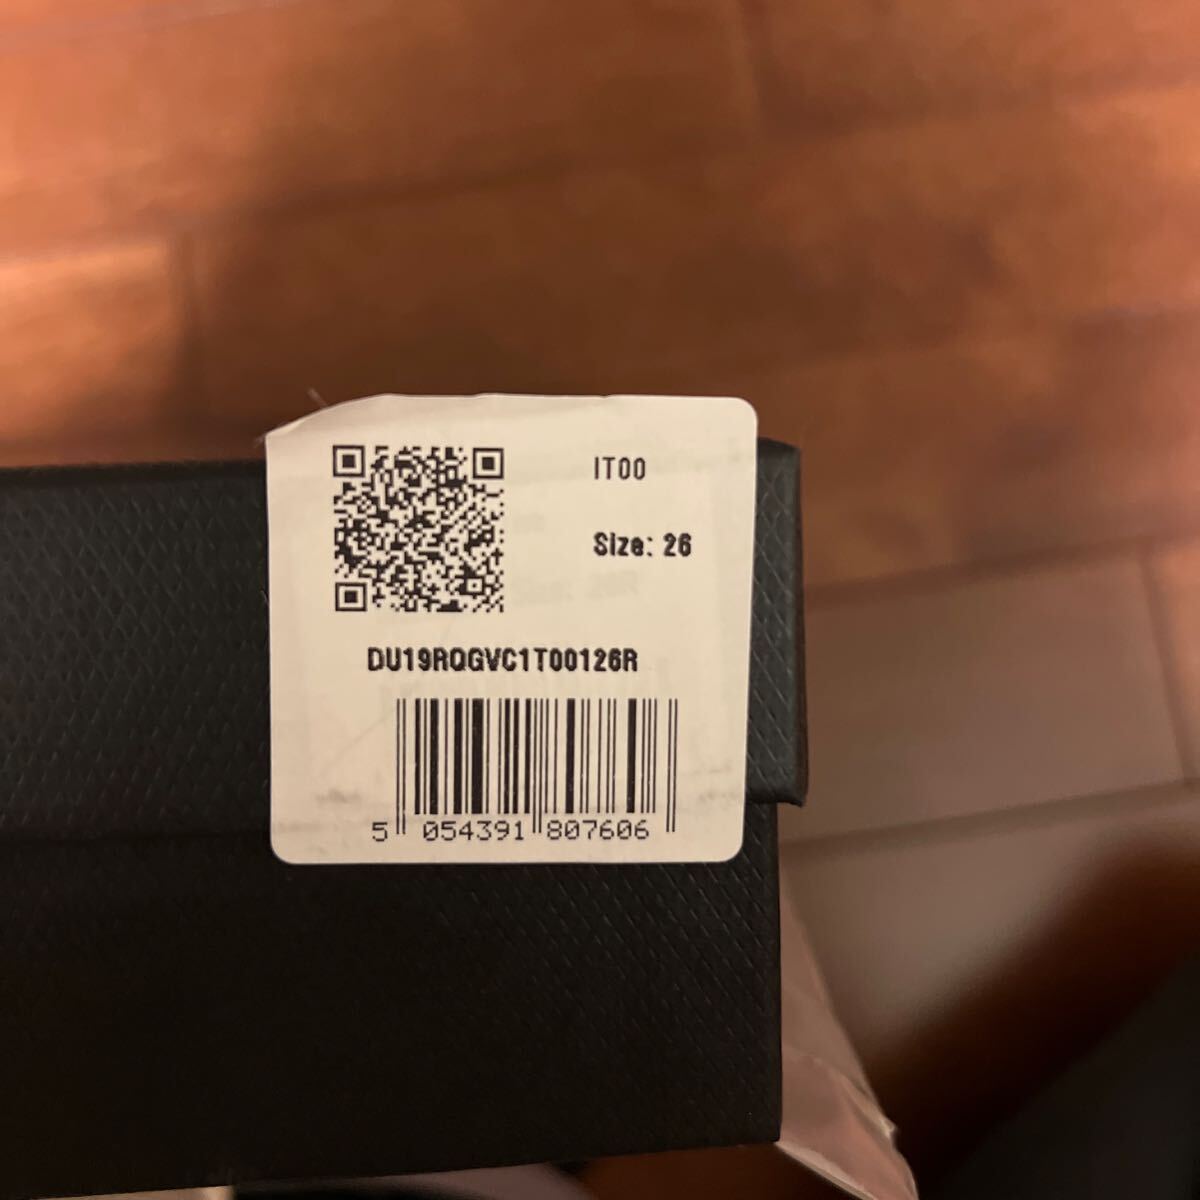 IT00
Size: 26
DU19RQGVC1T00126R
5 054391 807606